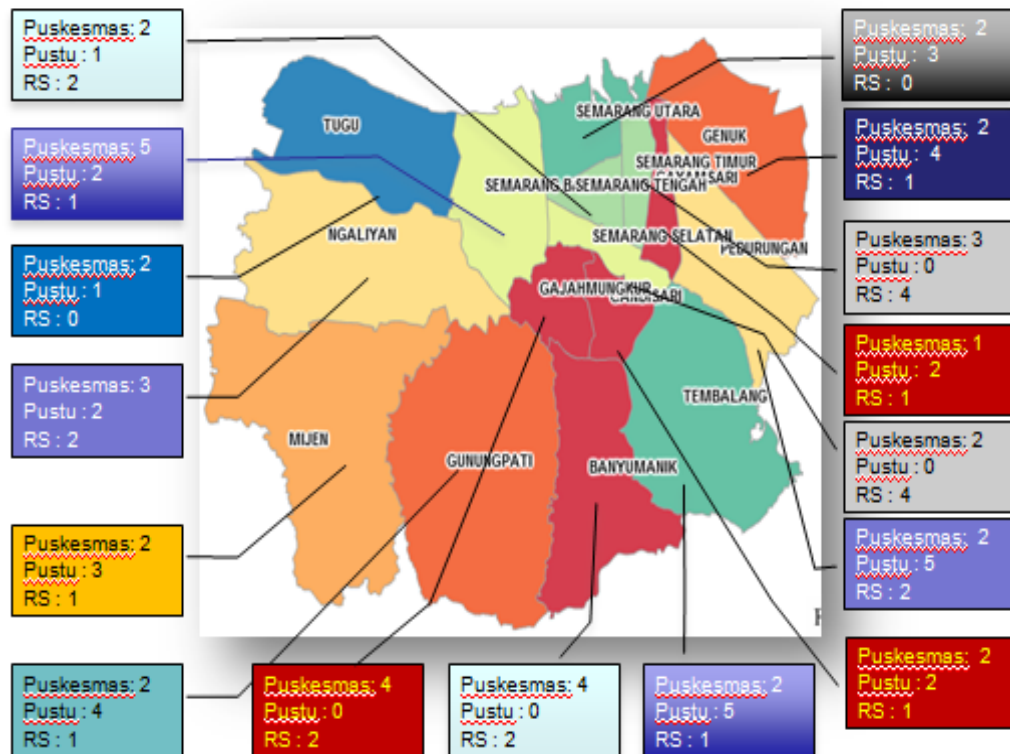 Puskesmas: 2
Pustu : 1
RS : 2
Puskesmas: 5
Pustu : 2
RS : 1
Puskesmas: 2
Pustu : 1
RS : 0
Puskesmas: 3
Pustu : 2
RS : 2
Puskesmas: 2
Pustu : 3
RS : 1
Puskesmas: 2
Pustu : 4
RS : 1
Puskesmas: 4
Pustu : 0
RS : 2
Puskesmas: 4
Pustu : 0
RS : 2
Puskesmas: 2
Pustu : 5
RS : 1
TUGU
SEMARANG UTARA
GENUK
SEMARANG TIMUR
GAYAMSARI
SEMARANG B
SEMARANG TENGAH
NGALIYAN
SEMARANG SELATAN
PEDURUNGAN
GAJAHMUNGKUR
CANDISARI
TEMBALANG
MIJEN
GUNUNGPATI
BANYUMANIK
Puskesmas: 2
Pustu : 3
RS : 0
Puskesmas: 2
Pustu : 4
RS : 1
Puskesmas: 3
Pustu : 0
RS : 4
Puskesmas: 1
Pustu : 2
RS : 1
Puskesmas: 2
Pustu : 0
RS : 4
Puskesmas: 2
Pustu : 5
RS : 2
Puskesmas: 2
Pustu : 2
RS : 1